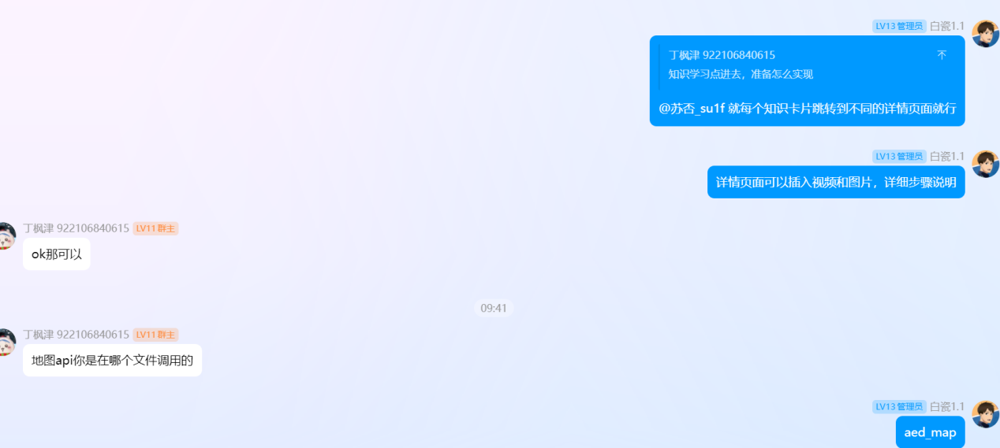 LV13 管理员 白瓷1.1
丁枫津 922106840615
知识学习点进去，准备怎么实现
@苏否_su1f 就每个知识卡片跳转到不同的详情页面就行
LV13 管理员 白瓷1.1
详情页面可以插入视频和图片，详细步骤说明
丁枫津 922106840615 LV11 群主
ok那可以
09:41
丁枫津 922106840615 LV11 群主
地图api你是在哪个文件调用的
LV13 管理员 白瓷1.1
aed_map